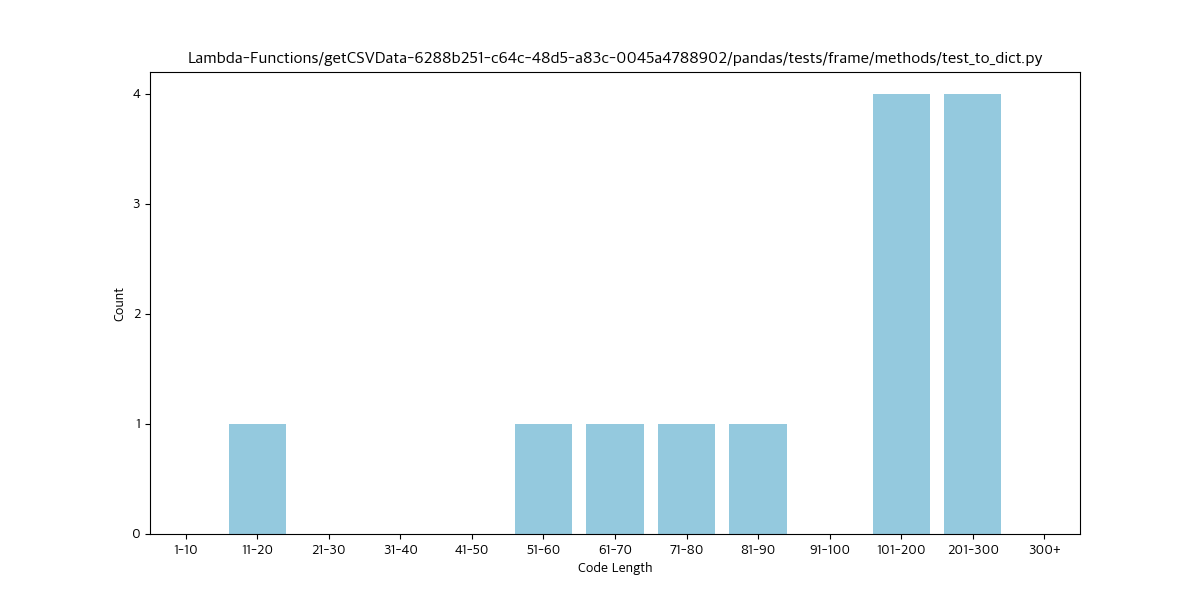 Lambda-Functions/getCSVData-6288b251-c64c-48d5-a83c-0045a4788902/pandas/tests/frame/methods/test_to_dict.py
4
3
2
1
0
Count
1-10 11-20 21-30 31-40 41-50 51-60 61-70 71-80 81-90 91-100 101-200 201-300 300+
Code Length